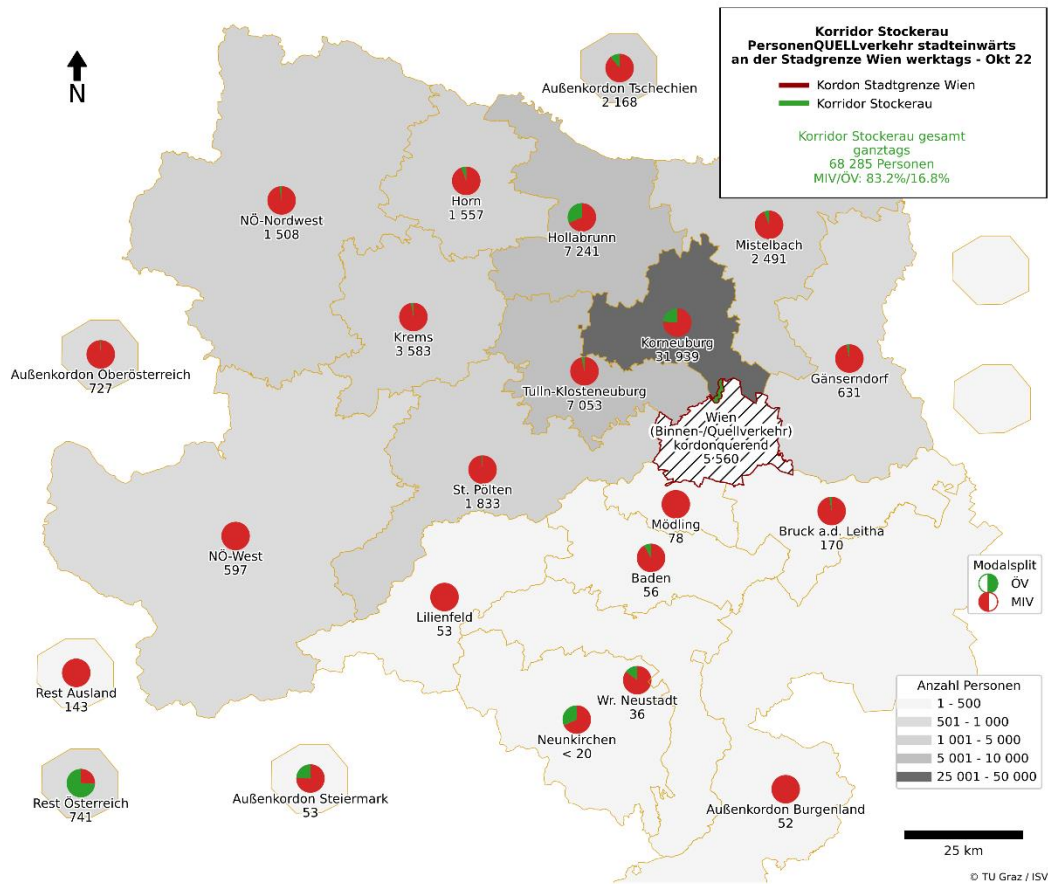 Korridor Stockerau
PersonenQUELLverkehr stadteinwärts
an der Stadgrenze Wien werktags - Okt 22
Kordon Stadtgrenze Wien
Korridor Stockerau
Korridor Stockerau gesamt
ganztags
68 285 Personen
MIV/ÖV: 83.2%/16.8%
N
Außenkordon Tschechien
2 168
Horn
1 557
NÖ-Nordwest
1 508
Hollabrunn
7 241
Mistelbach
2 491
Krems
3 583
Korneuburg
31 939
Außenkordon Oberösterreich
727
Tulln-Klosteneuburg
7 053
Gänserndorf
631
Wien
(Binnen-/Quellverkehr)
kordonquerend
5 560
St. Pölten
1 833
Mödling
78
Bruck a.d. Leitha
170
NÖ-West
597
Baden
56
Modalsplit
ÖV
MIV
Lilienfeld
53
Rest Ausland
143
Wr. Neustadt
36
Neunkirchen
< 20
Anzahl Personen
1 - 500
501 - 1 000
1 001 - 5 000
5 001 - 10 000
25 001 - 50 000
Rest Österreich
741
Außenkordon Steiermark
53
Außenkordon Burgenland
52
25 km
© TU Graz / ISV